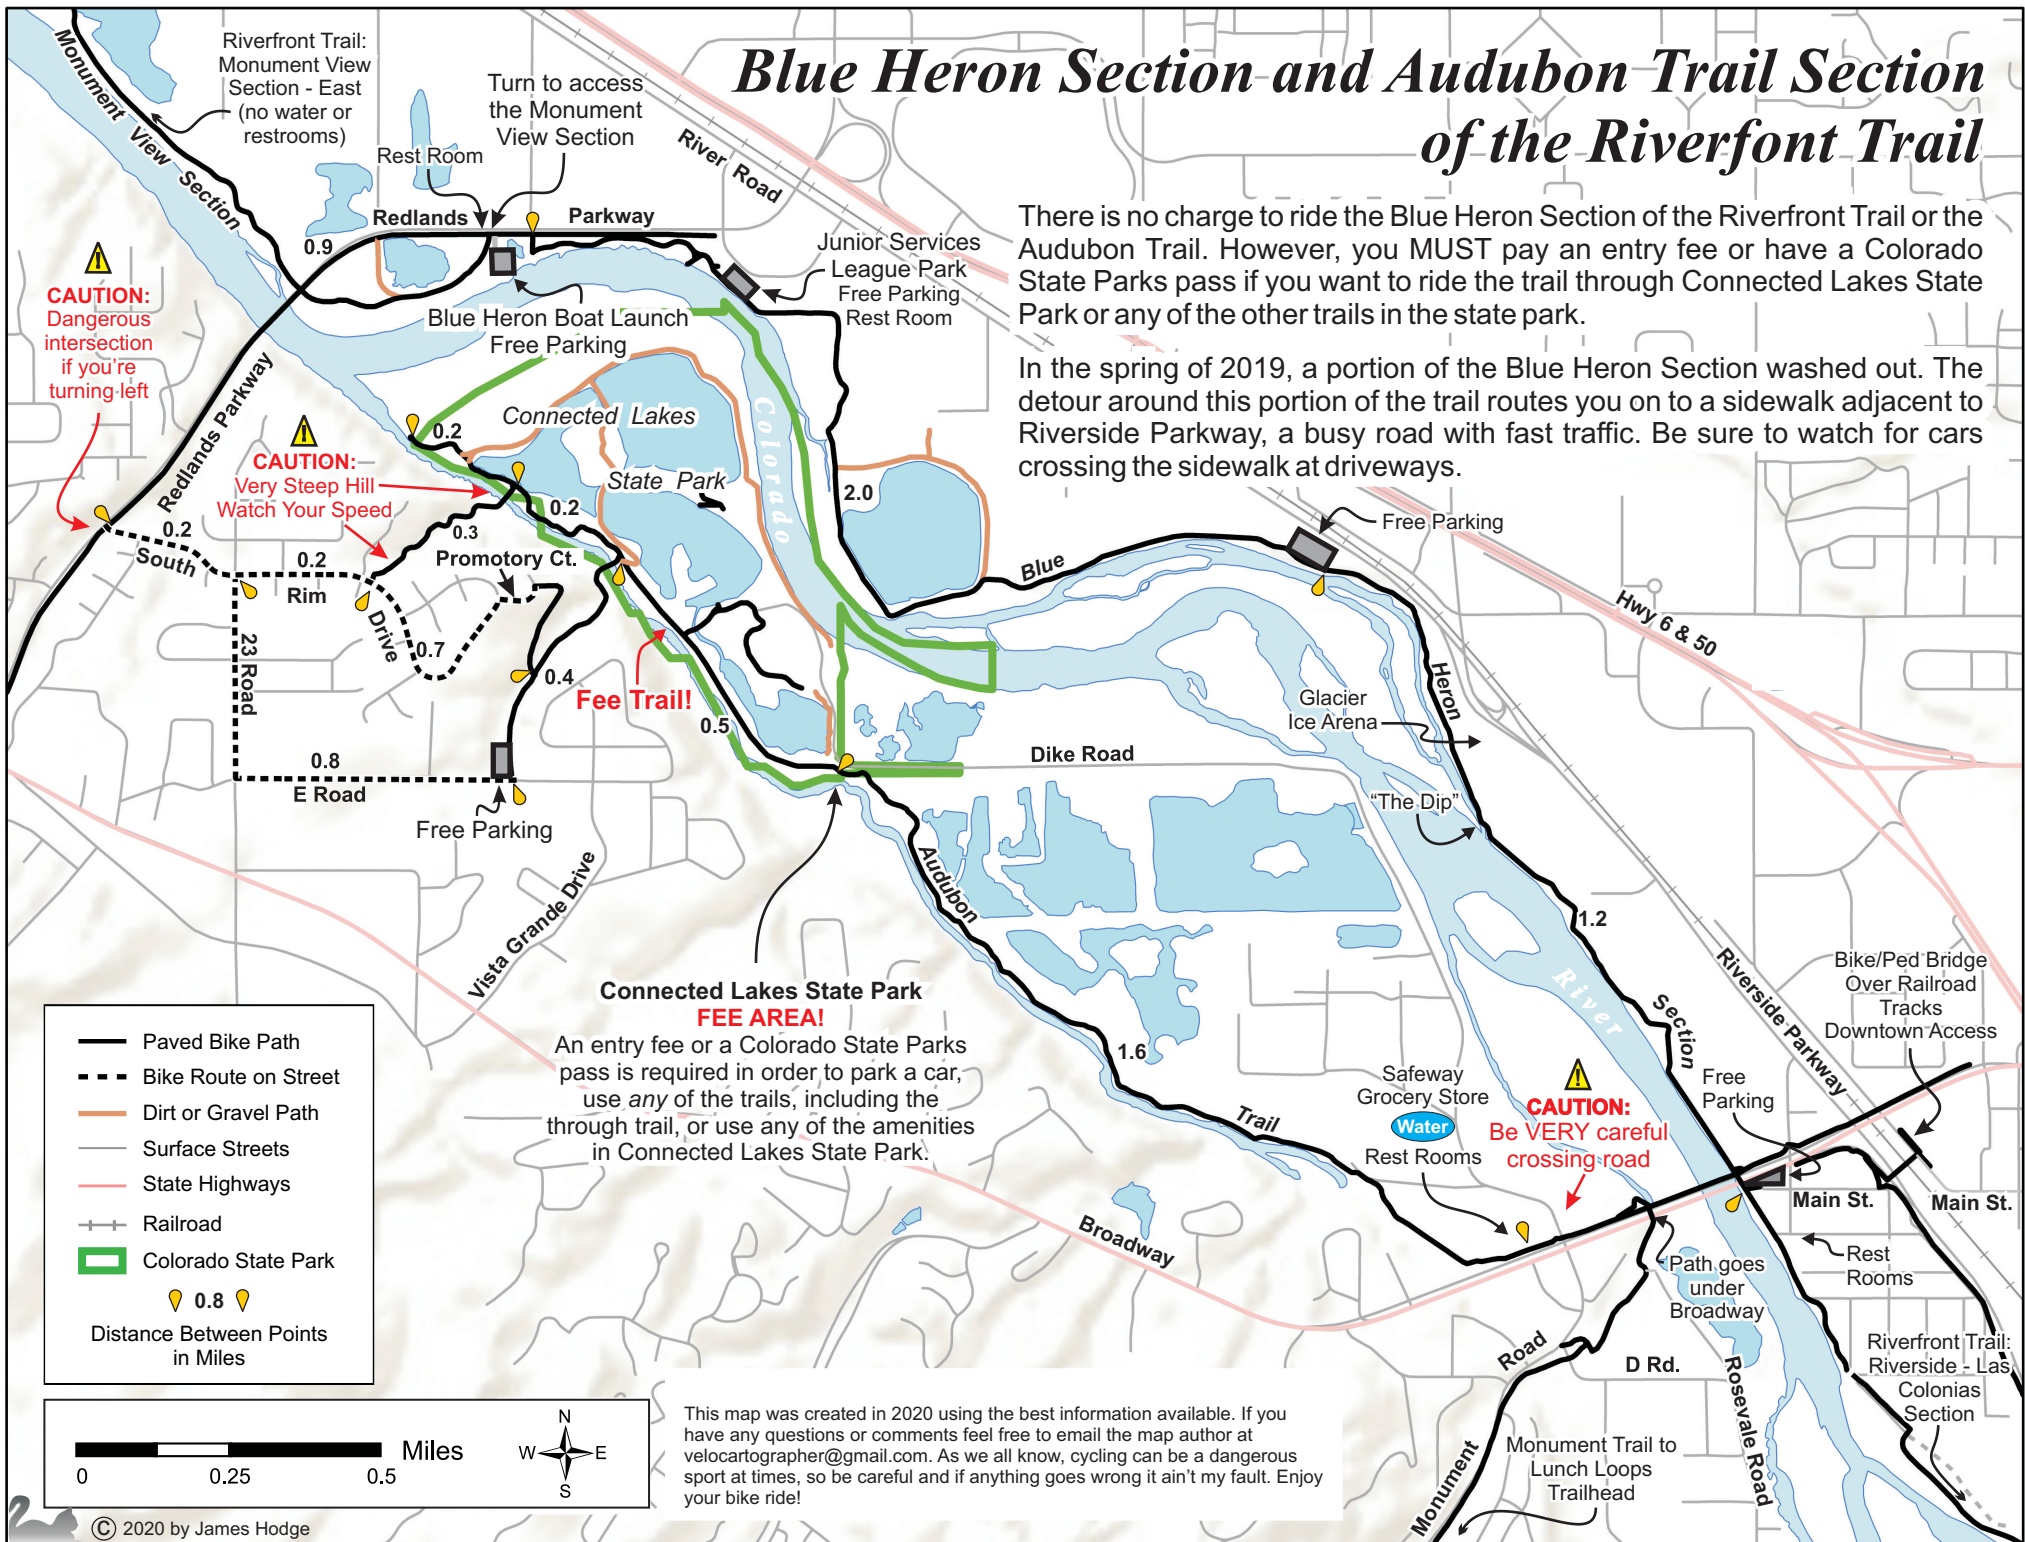 Blue Heron Section and Audubon Trail Section
of the Riverfont Trail
There is no charge to ride the Blue Heron Section of the Riverfront Trail or the
Audubon Trail. However, you MUST pay an entry fee or have a Colorado
State Parks pass if you want to ride the trail through Connected Lakes State
Park or any of the other trails in the state park.
In the spring of 2019, a portion of the Blue Heron Section washed out. The
detour around this portion of the trail routes you on to a sidewalk adjacent to
Riverside Parkway, a busy road with fast traffic. Be sure to watch for cars
crossing the sidewalk at driveways.
Monument View Section
Riverfront Trail:
Monument View
Section - East
(no water or
restrooms)
Turn to access
the Monument
View Section
Rest Room
River Road
Redlands Parkway
0.9
Junior Services
League Park
Free Parking
Rest Room
Blue Heron Boat Launch
Free Parking
CAUTION:
Dangerous
intersection
if you're
turning left
Redlands Parkway
CAUTION:
Very Steep Hill
Watch Your Speed
Connected Lakes
State Park
Colorado
0.2
0.2
0.3
0.2
South
0.2
Rim
Drive
Promotory Ct.
0.7
0.4
23 Road
0.8
E Road
Free Parking
Fee Trail!
0.5
2.0
Blue
Free Parking
Hwy 6 & 50
Heron
Glacier
Ice Arena
Dike Road
"The Dip"
Vista Grande Drive
Audubon
1.2
River
Section
Riverside Parkway
Bike/Ped Bridge
Over Railroad
Tracks
Downtown Access
Connected Lakes State Park
FEE AREA!
An entry fee or a Colorado State Parks
pass is required in order to park a car,
use any of the trails, including the
through trail, or use any of the amenities
in Connected Lakes State Park.
1.6
Trail
Safeway
Grocery Store
Water
Rest Rooms
CAUTION:
Be VERY careful
crossing road
Free
Parking
Main St.
Main St.
Rest
Rooms
Broadway
Path goes
under
Broadway
Road
D Rd.
Rosevale Road
Riverfront Trail:
Riverside - Las
Colonias
Section
Monument
Monument Trail to
Lunch Loops
Trailhead
Paved Bike Path
Bike Route on Street
Dirt or Gravel Path
Surface Streets
State Highways
Railroad
Colorado State Park
0.8
Distance Between Points
in Miles
Miles
0 0.25 0.5
N
W E
S
This map was created in 2020 using the best information available. If you
have any questions or comments feel free to email the map author at
velocartographer@gmail.com. As we all know, cycling can be a dangerous
sport at times, so be careful and if anything goes wrong it ain't my fault. Enjoy
your bike ride!
© 2020 by James Hodge